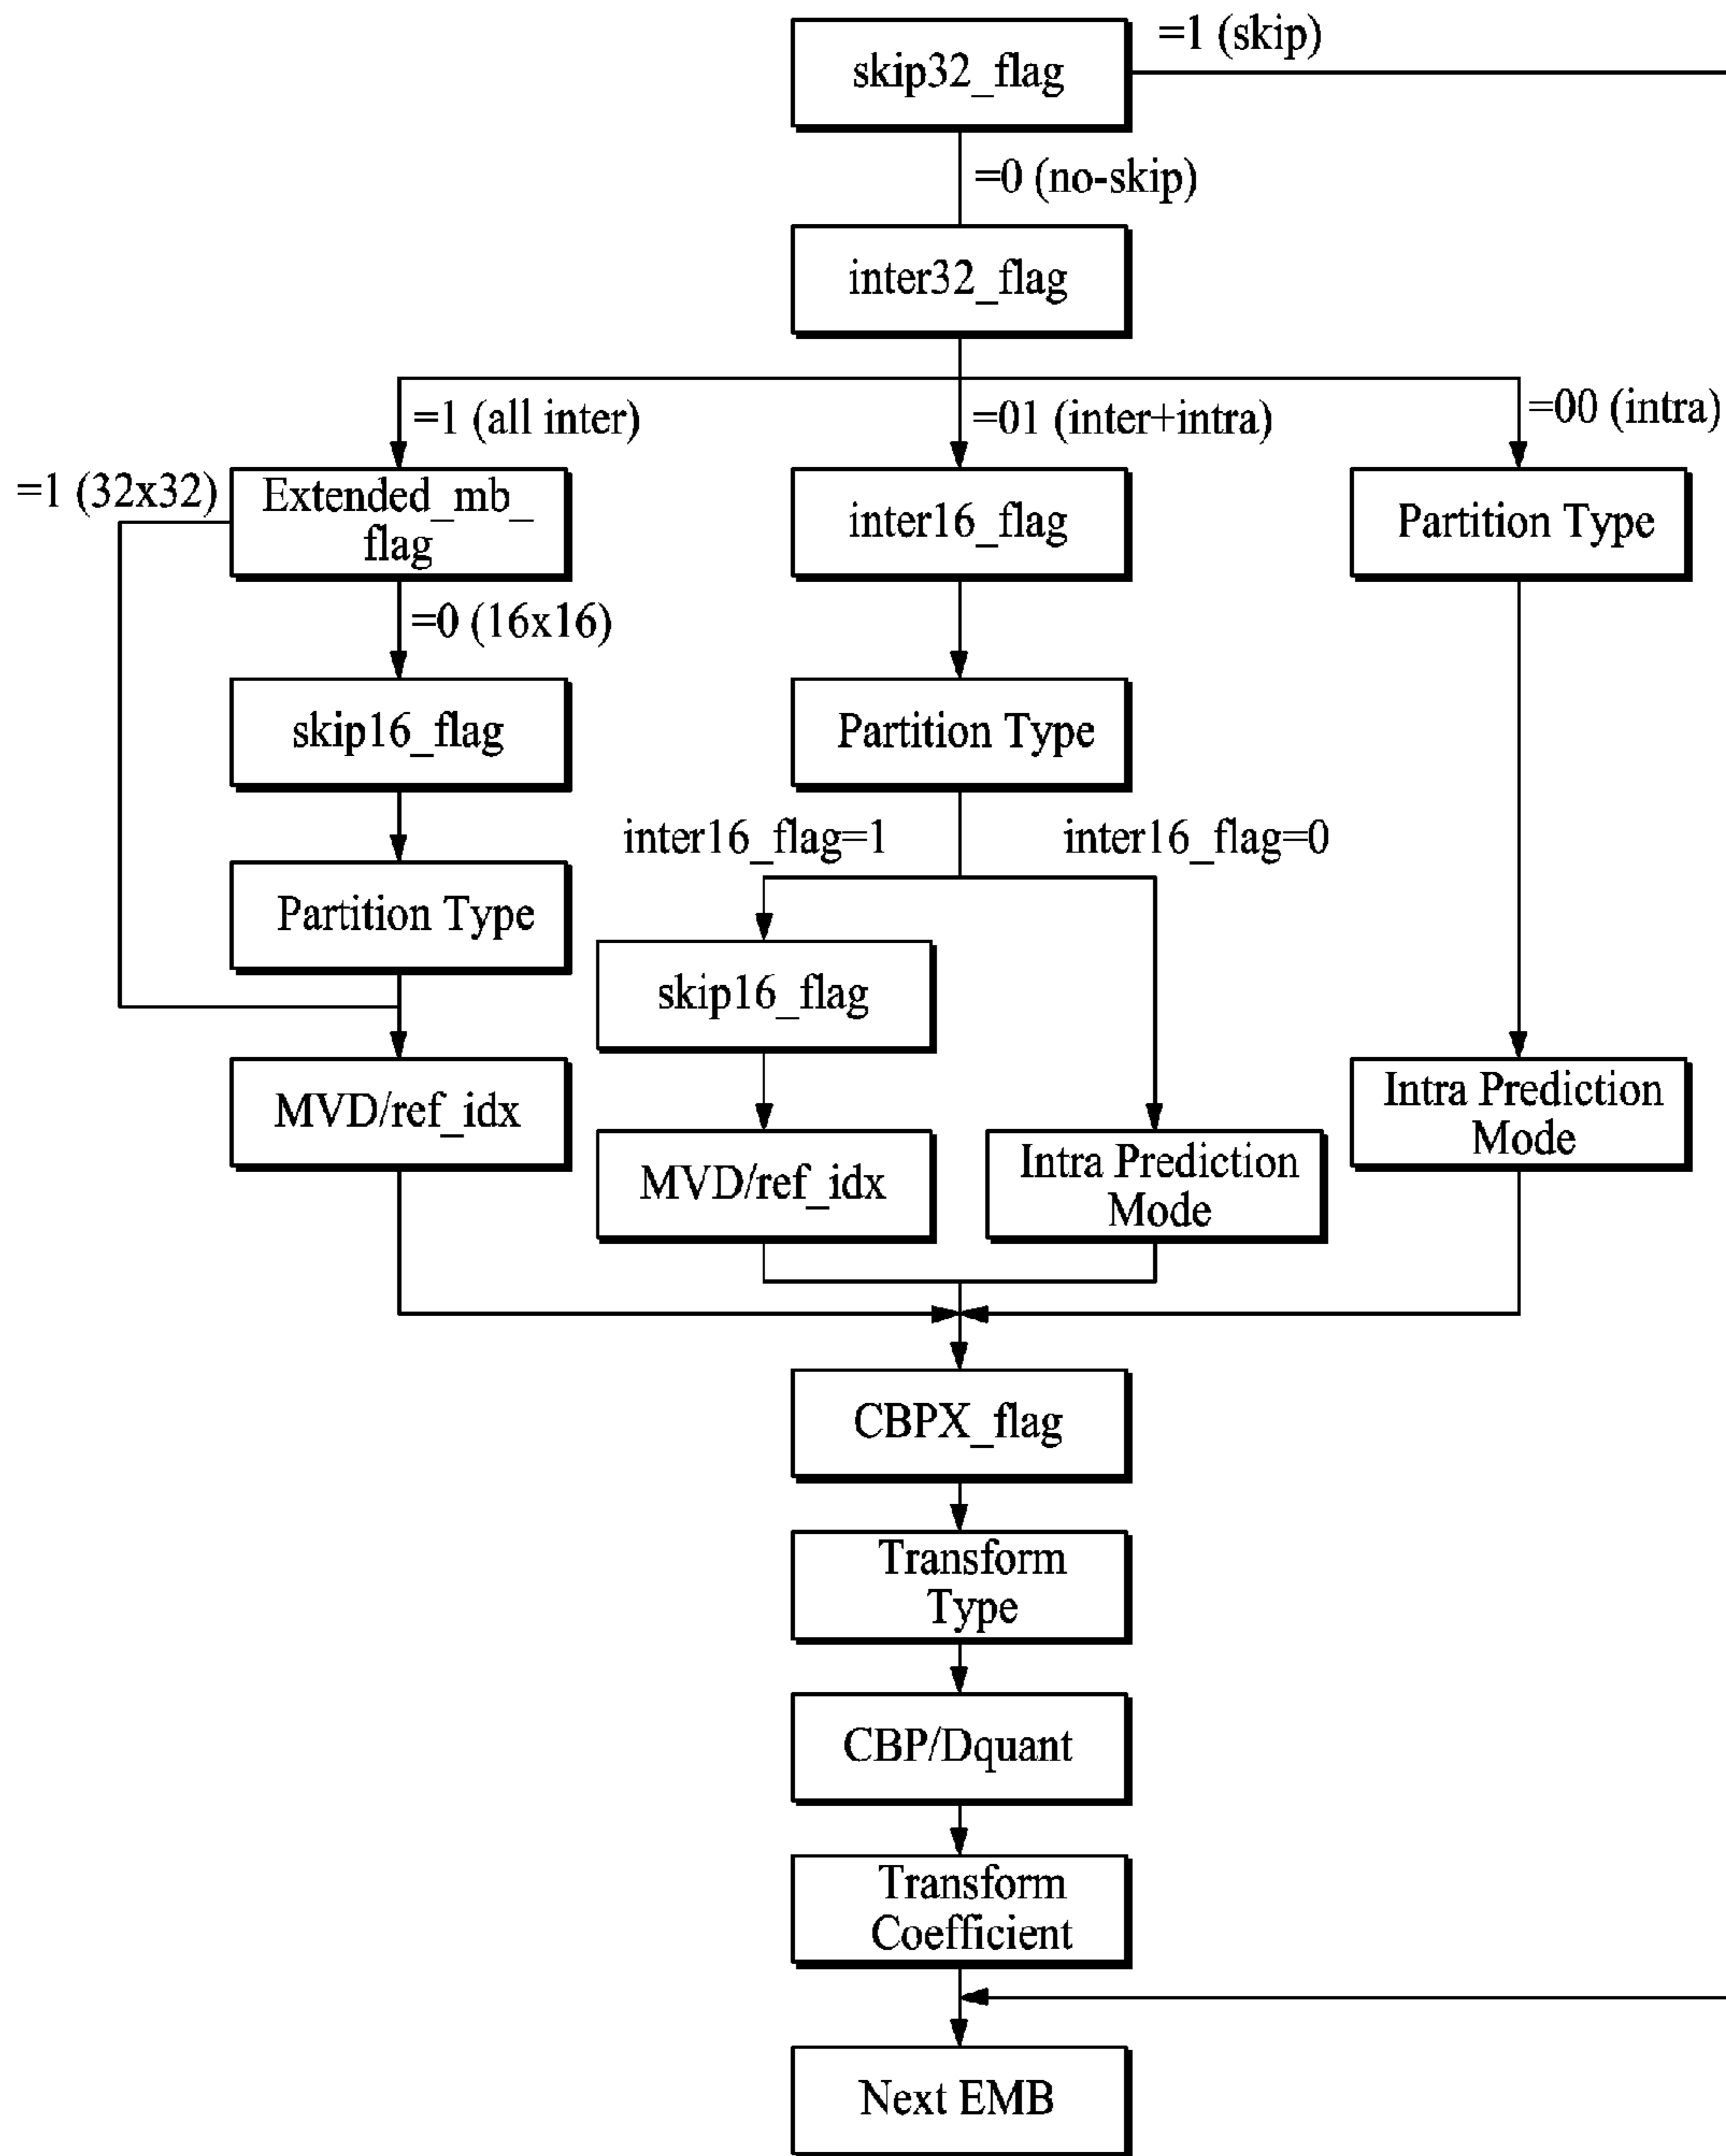 skip32_flag
=1 (skip)
=0 (no-skip)
inter32_flag
=1 (all inter)
=01 (inter+intra)
=00 (intra)
=1 (32x32)
Extended_mb_
flag
inter16_flag
Partition Type
=0 (16x16)
skip16_flag
Partition Type
inter16_flag=1
inter16_flag=0
Partition Type
skip16_flag
MVD/ref_idx
Intra Prediction
Mode
MVD/ref_idx
Intra Prediction
Mode
CBPX_flag
Transform
Type
CBP/Dquant
Transform
Coefficient
Next EMB